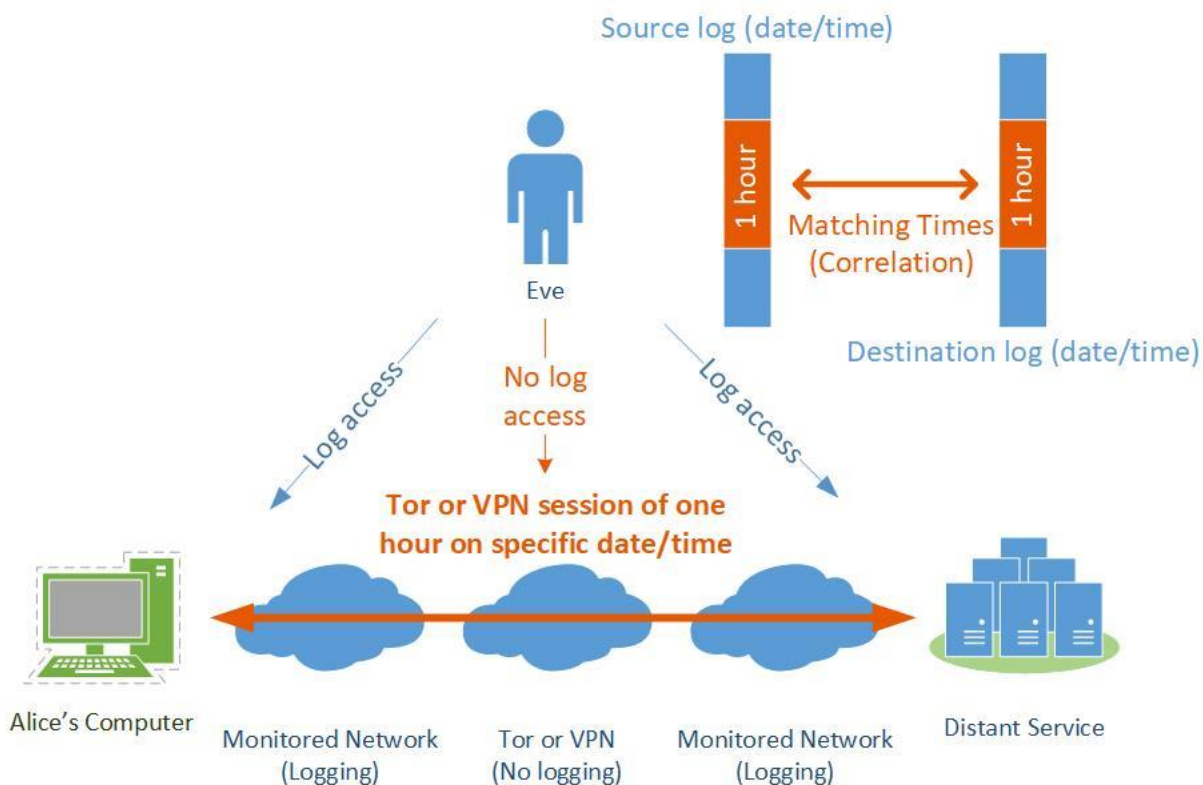 Source log (date/time)
1 hour
1 hour
Matching Times
(Correlation)
Destination log (date/time)
Eve
Log access
No log
access
Log access
Tor or VPN session of one
hour on specific date/time
Alice's Computer
Monitored Network
(Logging)
Tor or VPN
(No logging)
Monitored Network
(Logging)
Distant Service